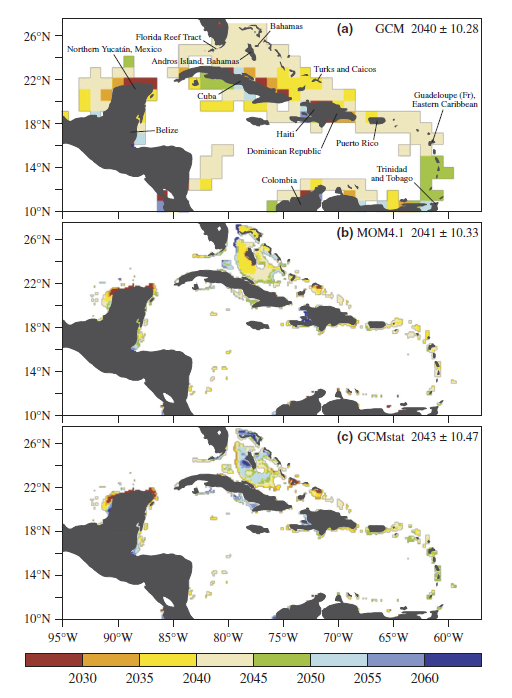 (a) GCM 2040 ± 10.28
Bahamas
Florida Reef Tract
Northern Yucatán, Mexico
Andros Island, Bahamas
Turks and Caicos
Cuba
Guadeloupe (Fr),
Eastern Caribbean
Belize
Haiti
Puerto Rico
Dominican Republic
Trinidad
and Tobago
Colombia
26°N
22°N
18°N
14°N
10°N
(b) MOM4.1 2041 ± 10.33
26°N
22°N
18°N
14°N
10°N
(c) GCMstat 2043 ± 10.47
26°N
22°N
18°N
14°N
10°N
95°W 90°W 85°W 80°W 75°W 70°W 65°W 60°W
2030 2035 2040 2045 2050 2055 2060